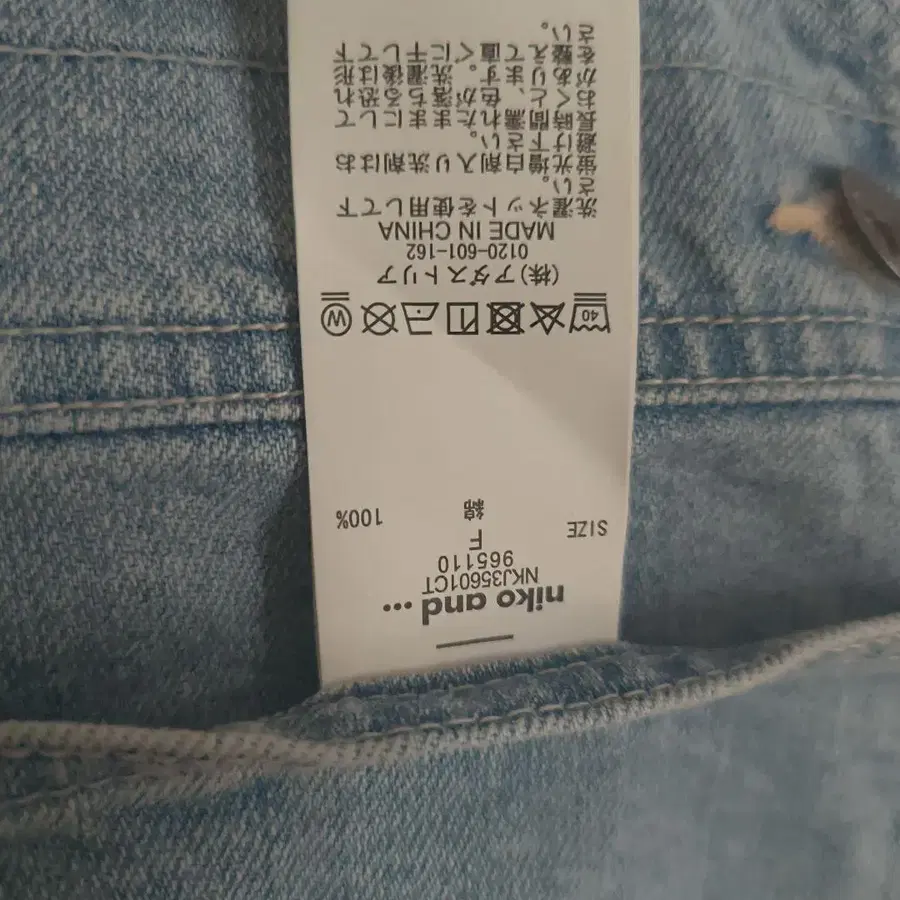 niko and ...
NKJ35601CT
965110
SIZE F
綿 100%
40
W
(株)アダストリア
0120-601-162
MADE IN CHINA
洗濯ネットを使用して下
さい。
蛍光増白剤入り洗剤はお
避け下さい。
長時間濡れたままにして
おくと、色が落ちる恐れ
があります。洗濯後は形
を整えて直ぐに干して下
さい。